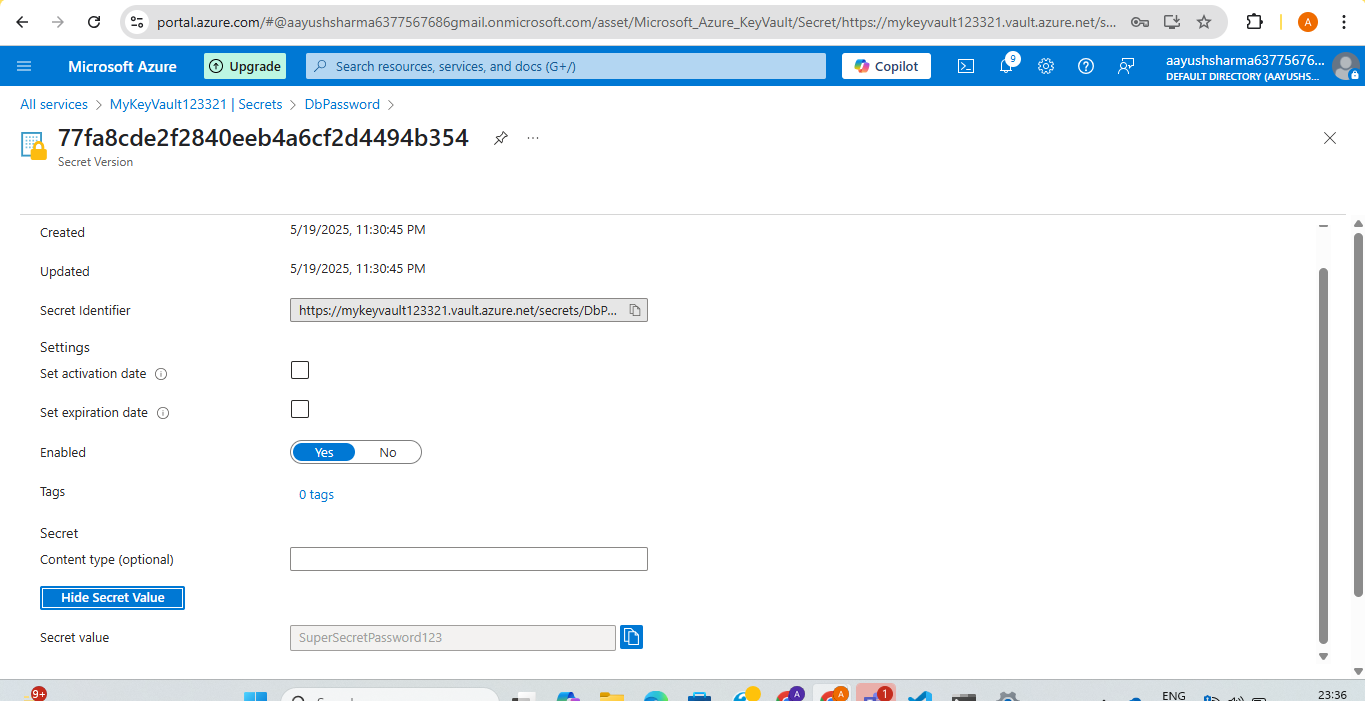 portal.azure.com/#@aayushsharma6377567686gmail.onmicrosoft.com/asset/Microsoft_Azure_KeyVault/Secret/https://mykeyvault123321.vault.azure.net/s...
A
Microsoft Azure
Upgrade
Search resources, services, and docs (G+/)
Copilot
9
aayushsharma63775676...
DEFAULT DIRECTORY (AAYUSHS...
All services > MyKeyVault123321 | Secrets > DbPassword >
77fa8cde2f2840eeb4a6cf2d4494b354
...
Secret Version
Created 5/19/2025, 11:30:45 PM
Updated 5/19/2025, 11:30:45 PM
Secret Identifier https://mykeyvault123321.vault.azure.net/secrets/DbP...
Settings
Set activation date
Set expiration date
Enabled Yes No
Tags 0 tags
Secret
Content type (optional)
Hide Secret Value
Secret value SuperSecretPassword123
9+
A
A
1
ENG
23:36